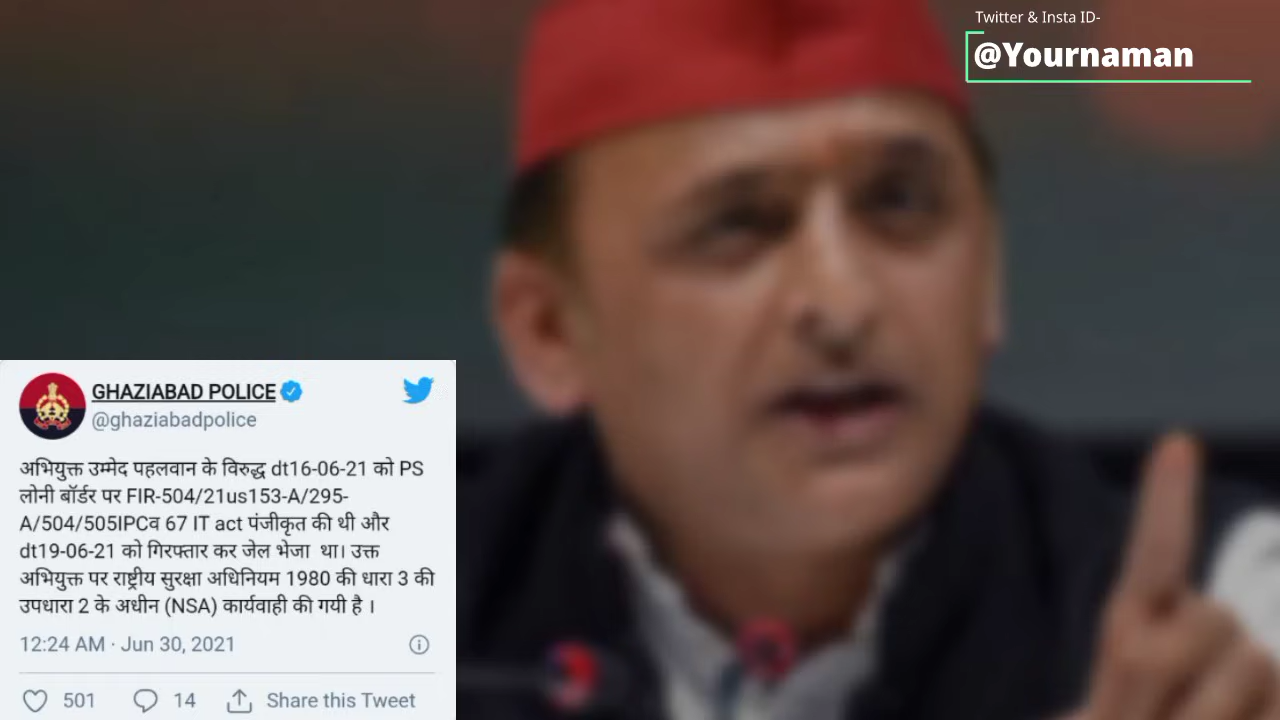 Twitter & Insta ID-
@Yournaman
GHAZIABAD POLICE
@ghaziabadpolice
अभियुक्त उम्मेद पहलवान के विरुद्ध dt16-06-21 को PS
लोनी बॉर्डर पर FIR-504/21us153-A/295-
A/504/505IPCव 67 IT act पंजीकृत की थी और
dt19-06-21 को गिरफ्तार कर जेल भेजा था। उक्त
अभियुक्त पर राष्ट्रीय सुरक्षा अधिनियम 1980 की धारा 3 की
उपधारा 2 के अधीन (NSA) कार्यवाही की गयी है ।
12:24 AM · Jun 30, 2021
501 14 Share this Tweet